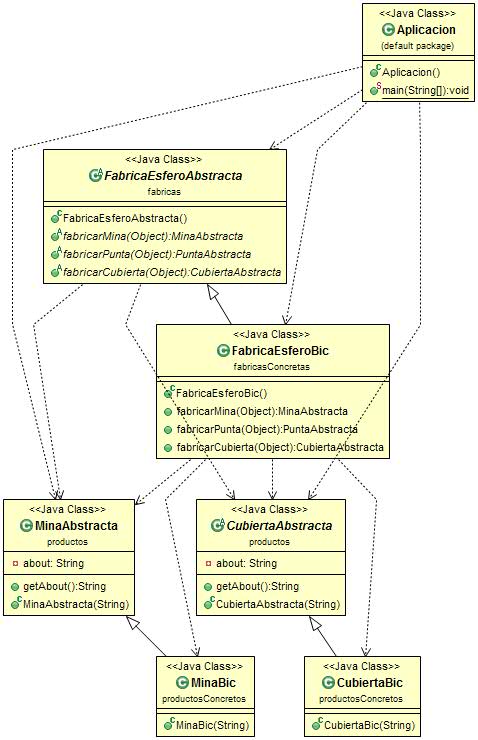 <<Java Class>>
Aplicacion
(default package)
Aplicacion()
main(String[]):void
<<Java Class>>
FabricaEsferoAbstracta
fabricas
FabricaEsferoAbstracta()
fabricarMina(Object):MinaAbstracta
fabricarPunta(Object):PuntaAbstracta
fabricarCubierta(Object):CubiertaAbstracta
<<Java Class>>
FabricaEsferoBic
fabricasConcretas
FabricaEsferoBic()
fabricarMina(Object):MinaAbstracta
fabricarPunta(Object):PuntaAbstracta
fabricarCubierta(Object):CubiertaAbstracta
<<Java Class>>
MinaAbstracta
productos
about: String
getAbout():String
MinaAbstracta(String)
<<Java Class>>
CubiertaAbstracta
productos
about: String
getAbout():String
CubiertaAbstracta(String)
<<Java Class>>
MinaBic
productosConcretos
MinaBic(String)
<<Java Class>>
CubiertaBic
productosConcretos
CubiertaBic(String)